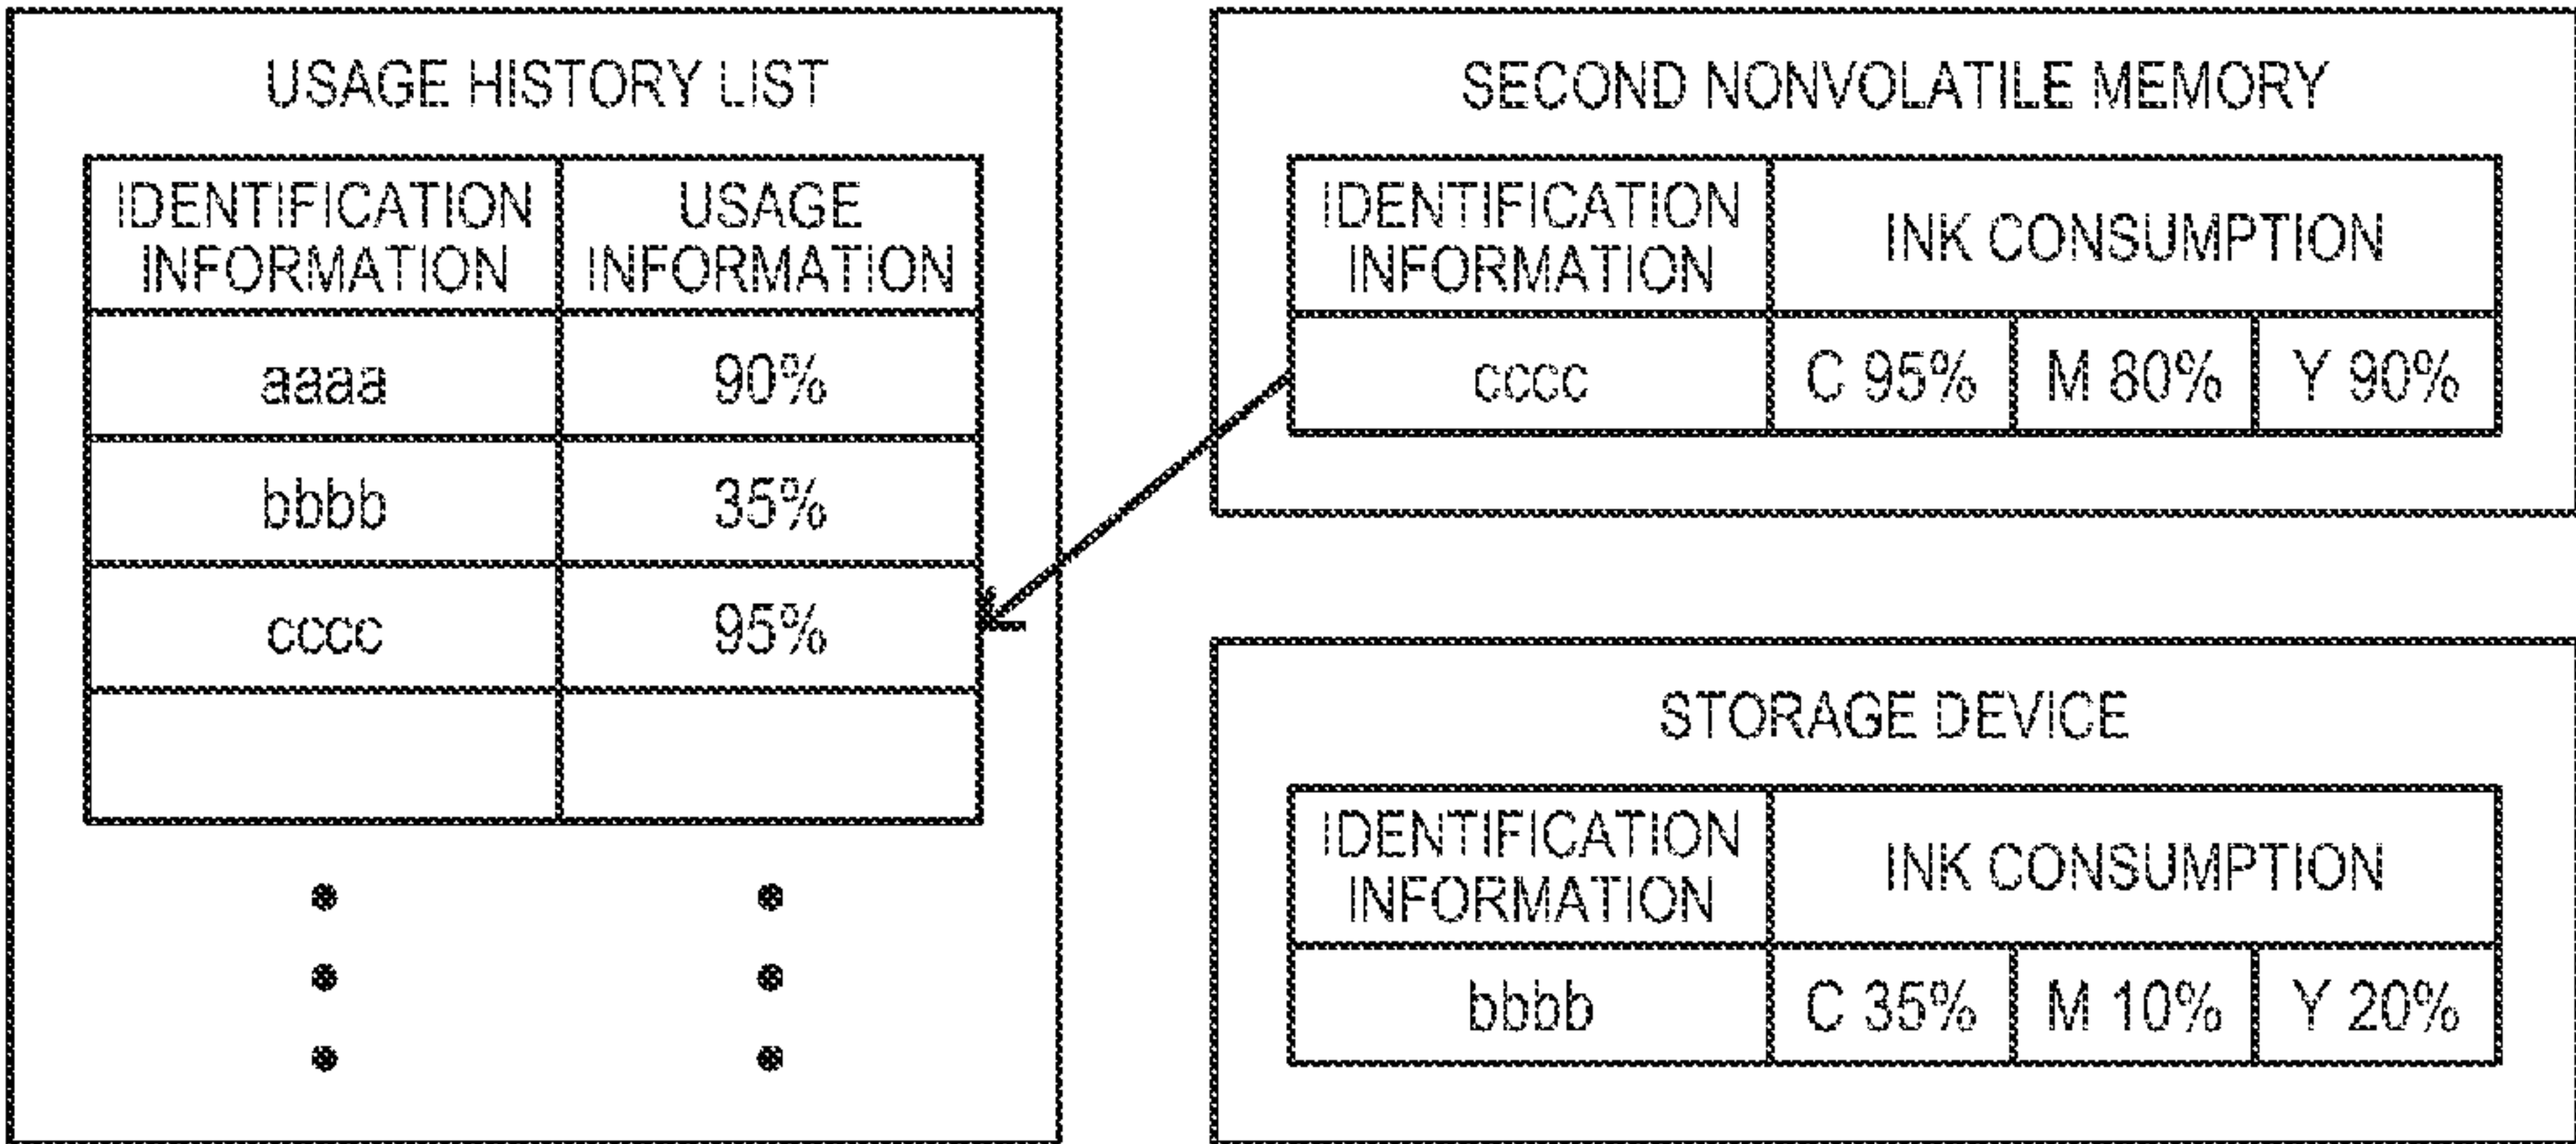 USAGE HISTORY LIST
IDENTIFICATION INFORMATION
USAGE INFORMATION
aaaa 90%
bbbb 35%
cccc 95%
SECOND NONVOLATILE MEMORY
IDENTIFICATION INFORMATION
INK CONSUMPTION
cccc C 95% M 80% Y 90%
STORAGE DEVICE
IDENTIFICATION INFORMATION
INK CONSUMPTION
bbbb C 35% M 10% Y 20%